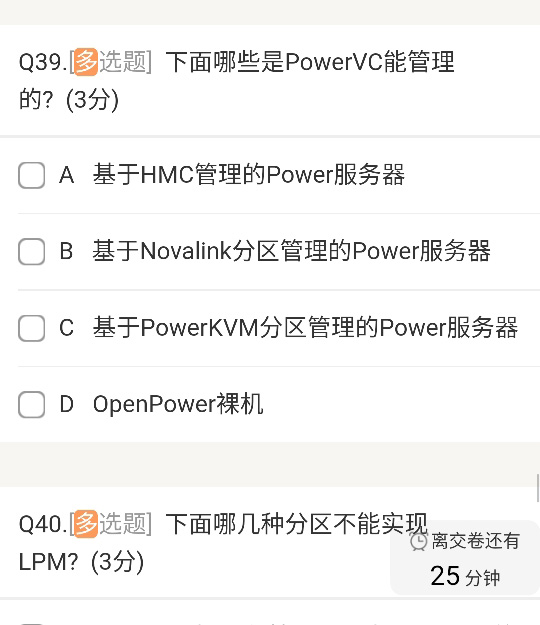 Q39.[多选题] 下面哪些是PowerVC能管理
的? (3分)
A 基于HMC管理的Power服务器
B 基于Novalink分区管理的Power服务器
C 基于PowerKVM分区管理的Power服务器
D OpenPower裸机
Q40.[多选题] 下面哪几种分区不能实现
LPM? (3分)
离交卷还有
25 分钟